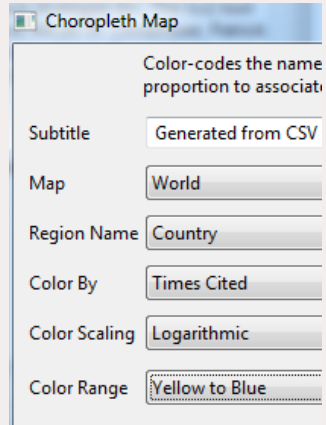 Choropleth Map
Color-codes the name
proportion to associat
Subtitle Generated from CSV
Map World
Region Name Country
Color By Times Cited
Color Scaling Logarithmic
Color Range Yellow to Blue